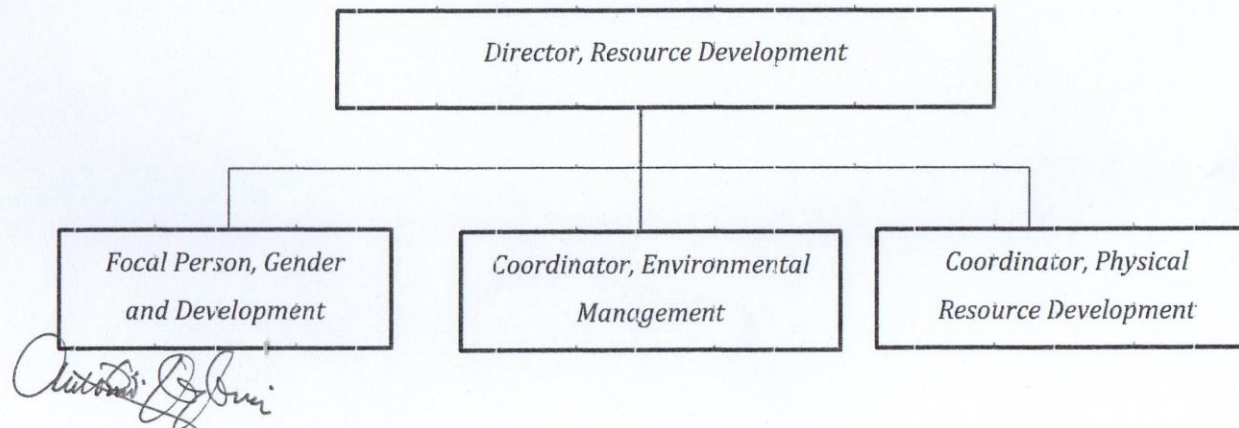 Director, Resource Development
Focal Person, Gender
and Development
Coordinator, Environmental
Management
Coordinator, Physical
Resource Development